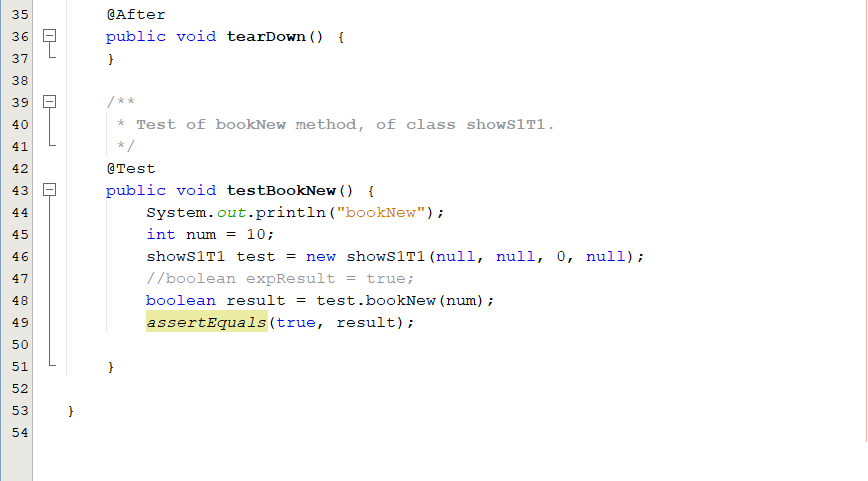 35 @After
36 public void tearDown() {
37 }
38
39 /**
40 * Test of bookNew method, of class showS1T1.
41 */
42 @Test
43 public void testBookNew() {
44 System.out.println("bookNew");
45 int num = 10;
46 showS1T1 test = new showS1T1(null, null, 0, null);
47 //boolean expResult = true;
48 boolean result = test.bookNew(num);
49 assertEquals(true, result);
50
51 }
52
53 }
54